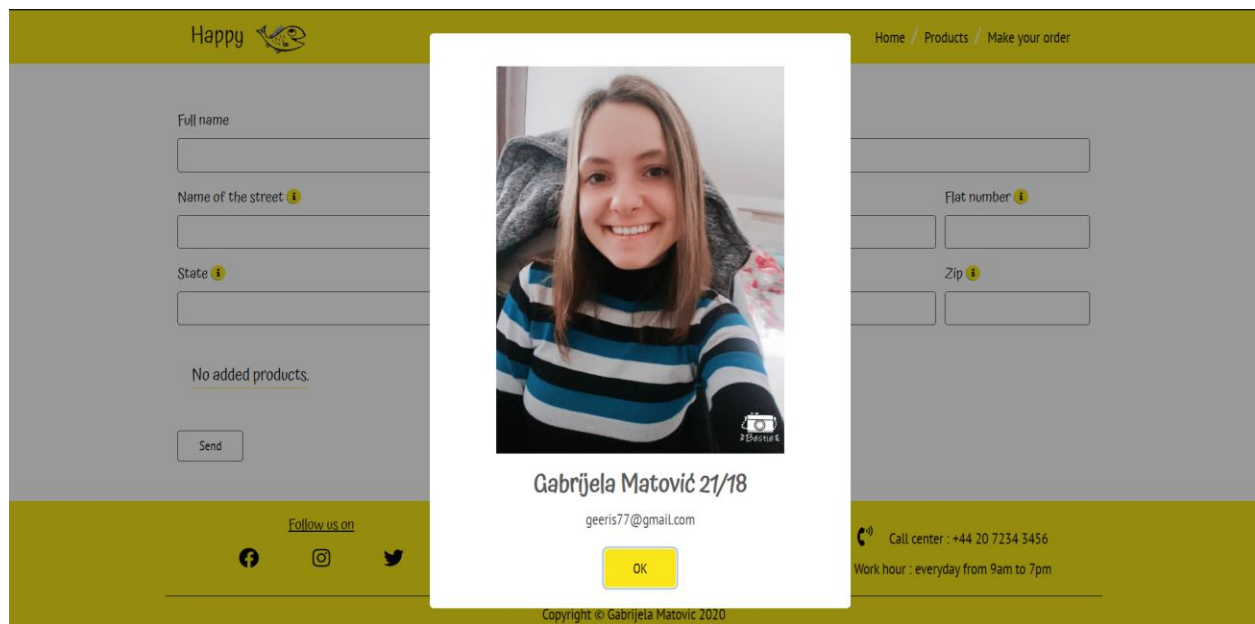 Happy
Home / Products / Make your order
Full name
Name of the street i
Flat number i
State i
Zip i
No added products.
Send
Bestie
Gabrijela Matović 21/18
geeris77@gmail.com
OK
Follow us on
Call center : +44 20 7234 3456
Work hour : everyday from 9am to 7pm
Copyright © Gabrijela Matovic 2020